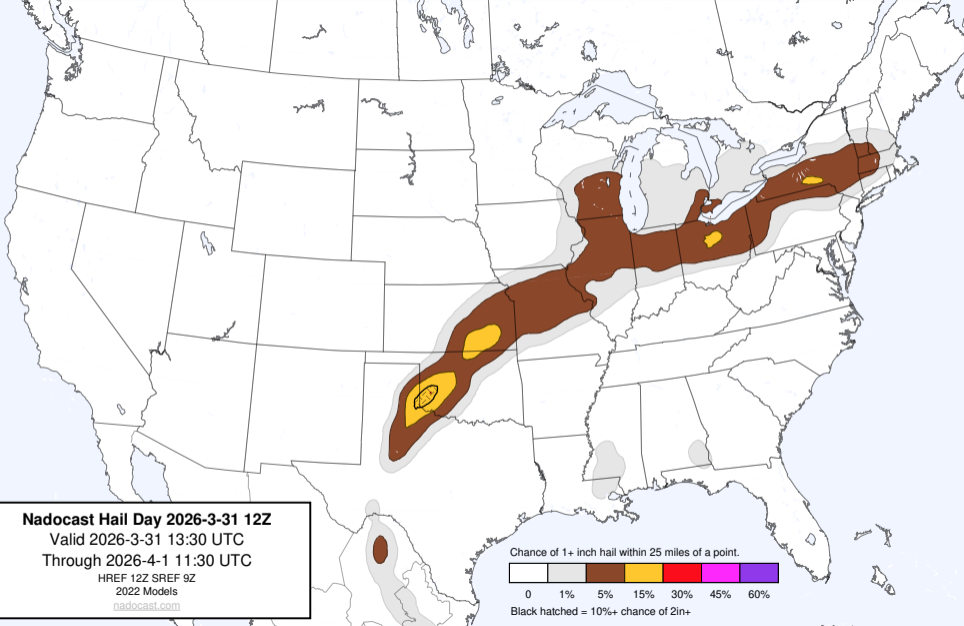 Nadocast Hail Day 2026-3-31 12Z
Valid 2026-3-31 13:30 UTC
Through 2026-4-1 11:30 UTC
HREF 12Z SREF 9Z
2022 Models
nadocast.com
Chance of 1+ inch hail within 25 miles of a point.
0 1% 5% 15% 30% 45% 60%
Black hatched = 10%+ chance of 2in+